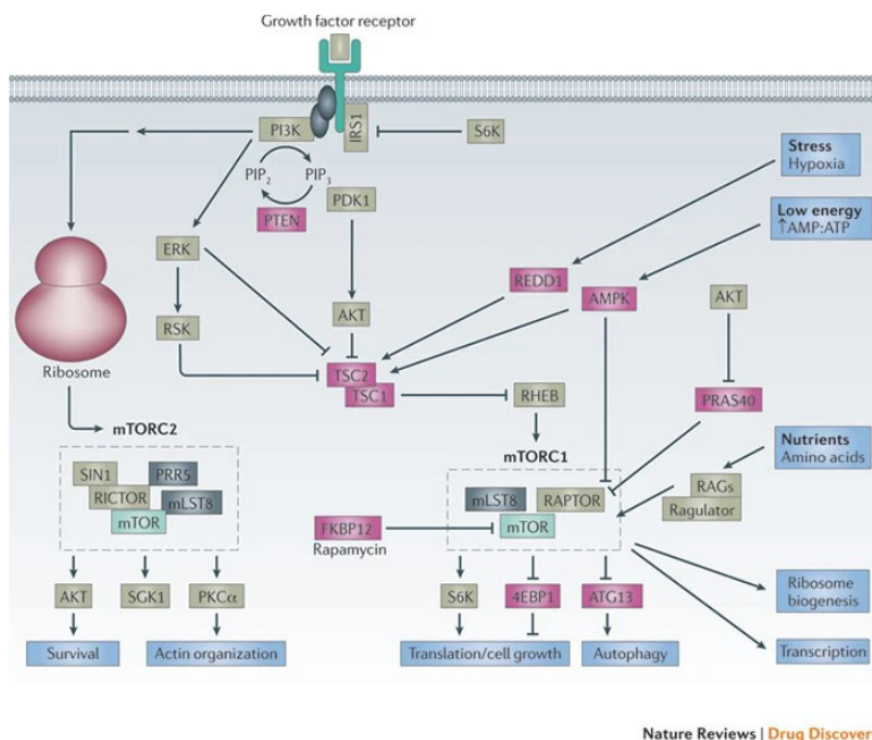 Growth factor receptor
PI3K
IRS1
S6K
PIP2
PIP3
PTEN
PDK1
Stress
Hypoxia
Low energy
↑AMP:ATP
ERK
REDD1
AMPK
AKT
RSK
AKT
Ribosome
TSC2
TSC1
RHEB
PRAS40
mTORC2
mTORC1
Nutrients
Amino acids
SIN1
PRR5
RICTOR
mLST8
mTOR
mLST8
RAPTOR
mTOR
RAGs
Ragulator
FKBP12
Rapamycin
AKT
SGK1
PKCα
S6K
4EBP1
ATG13
Ribosome
biogenesis
Survival
Actin organization
Translation/cell growth
Autophagy
Transcription
Nature Reviews | Drug Discover